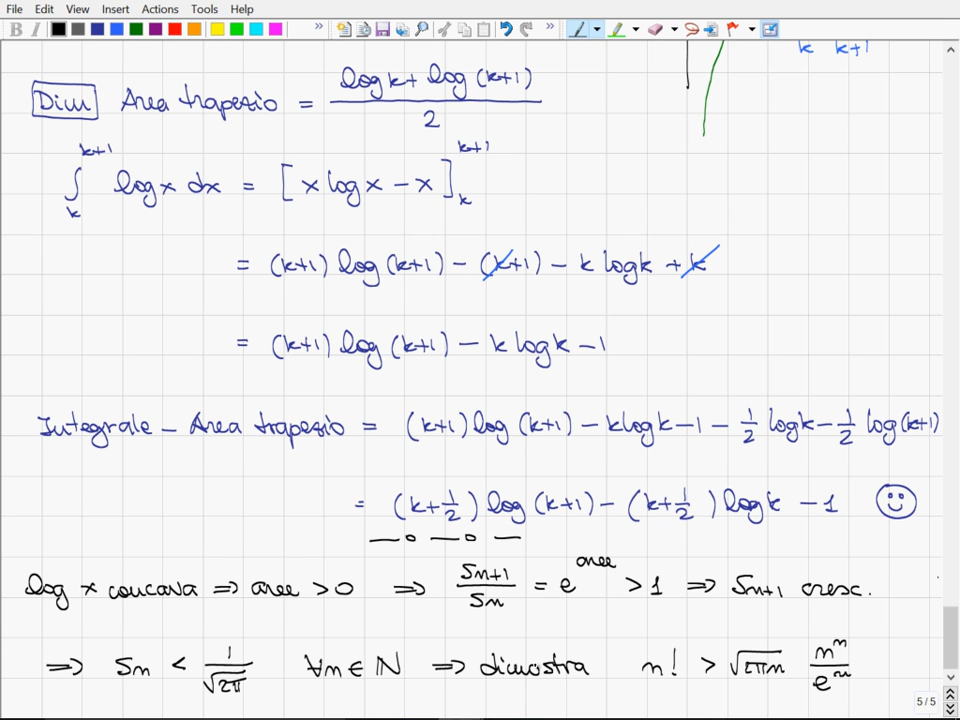 File Edit View Insert Actions Tools Help
B I
k k+1
Dim Area trapezio = (log k + log (k+1)) / 2
∫_k^{k+1} log x dx = [x log x - x]_k^{k+1}
= (k+1) log (k+1) - (k+1) - k log k + k
= (k+1) log (k+1) - k log k - 1
Integrale - Area trapezio = (k+1) log (k+1) - k log k - 1 - 1/2 log k - 1/2 log (k+1)
= (k+1/2) log (k+1) - (k+1/2) log k - 1
log x concava ⇒ aree > 0 ⇒ S_{n+1}/S_n = e^{aree} > 1 ⇒ S_{n+1} cresc.
⇒ S_n < 1/√(2π) ∀n ∈ ℕ ⇒ dimostra n! > √(2πn) n^n/e^n
5/5